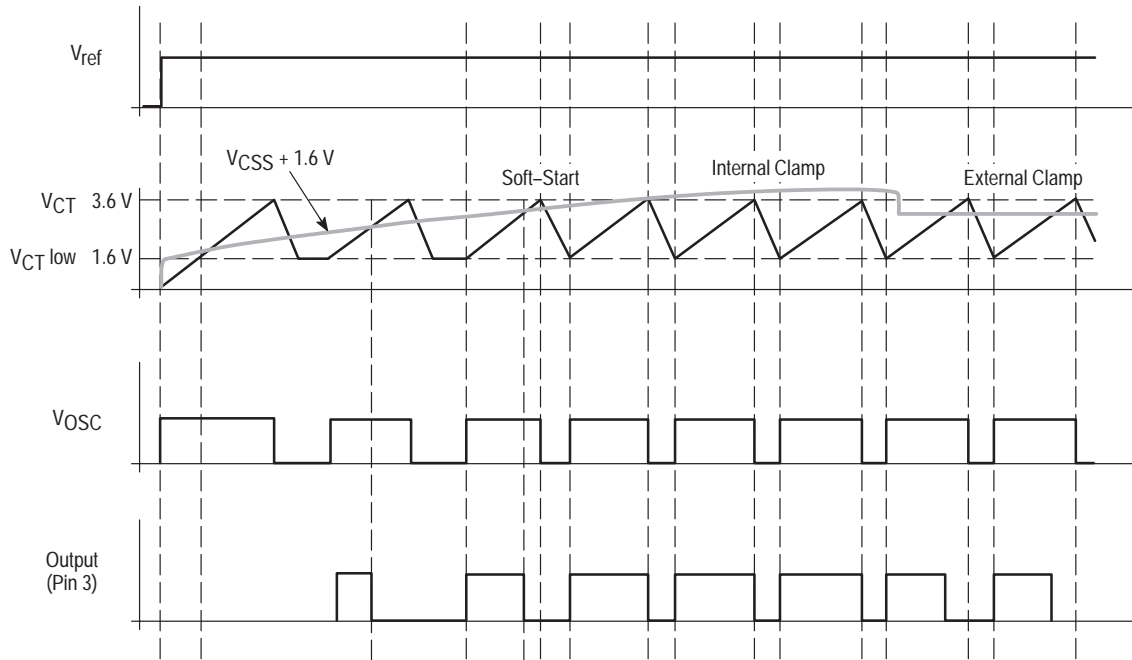 Vref
VCSS + 1.6 V
Soft–Start
Internal Clamp
External Clamp
VCT 3.6 V
VCT low 1.6 V
VOSC
Output
(Pin 3)